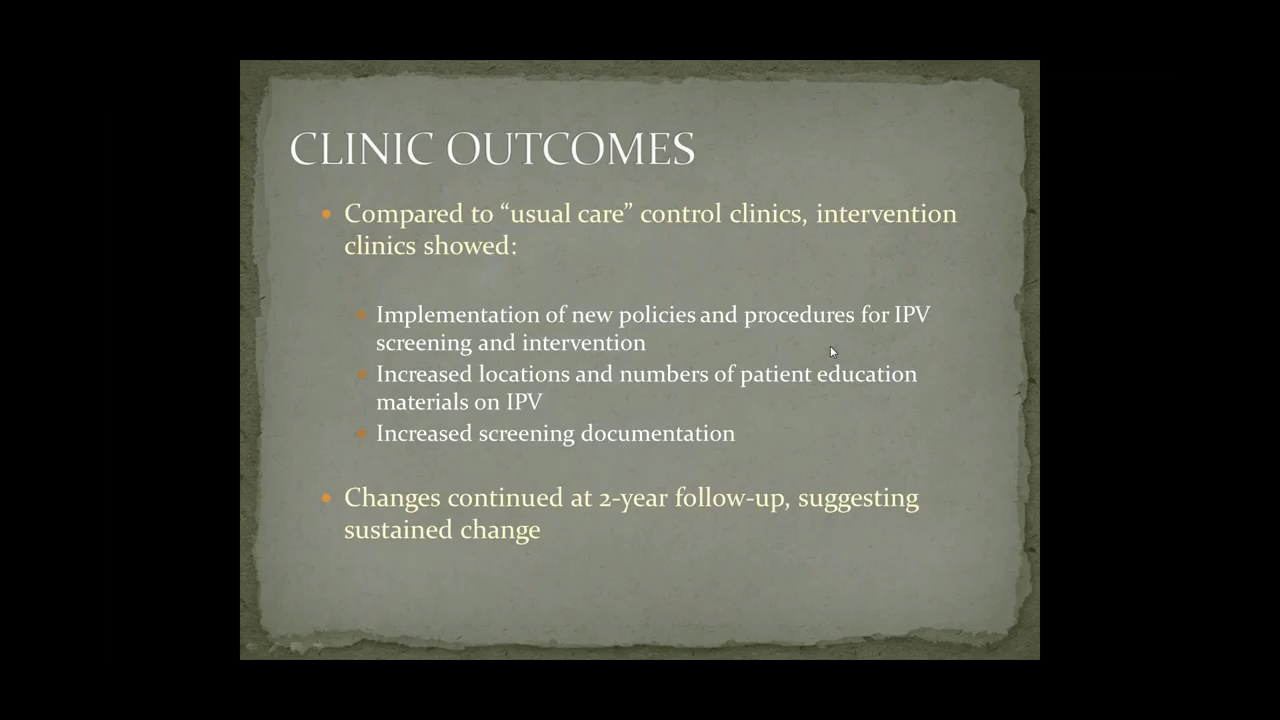 CLINIC OUTCOMES
Compared to “usual care” control clinics, intervention
clinics showed:
Implementation of new policies and procedures for IPV
screening and intervention
Increased locations and numbers of patient education
materials on IPV
Increased screening documentation
Changes continued at 2-year follow-up, suggesting
sustained change